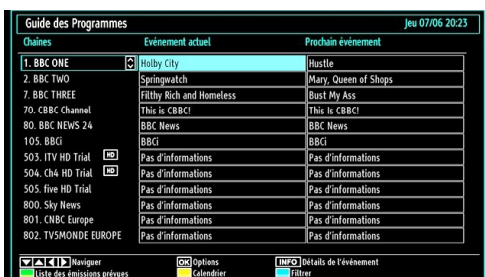 Guide des Programmes Jeu 07/06 20:23
Chaines Evénement actuel Prochain événement
1. BBC ONE Holby City Hustle
2. BBC TWO Springwatch Mary, Queen of Shops
7. BBC THREE Filthy Rich and Homeless Bust My Ass
70. CBBC Channel This is CBBC! This Is CBBC!
80. BBC NEWS 24 BBC News BBC News
105. BBCi BBCi BBCi
503. ITV HD Trial HD Pas d'informations Pas d'informations
504. Ch4 HD Trial HD Pas d'informations Pas d'informations
505. five HD Trial Pas d'informations Pas d'informations
800. Sky News Pas d'informations Pas d'informations
801. CNBC Europe Pas d'informations Pas d'informations
802. TV5MONDE EUROPE Pas d'informations Pas d'informations
Naviguer OK Options INFO Détails de l'événement
Liste des émissions prévues Calendrier Filtrer